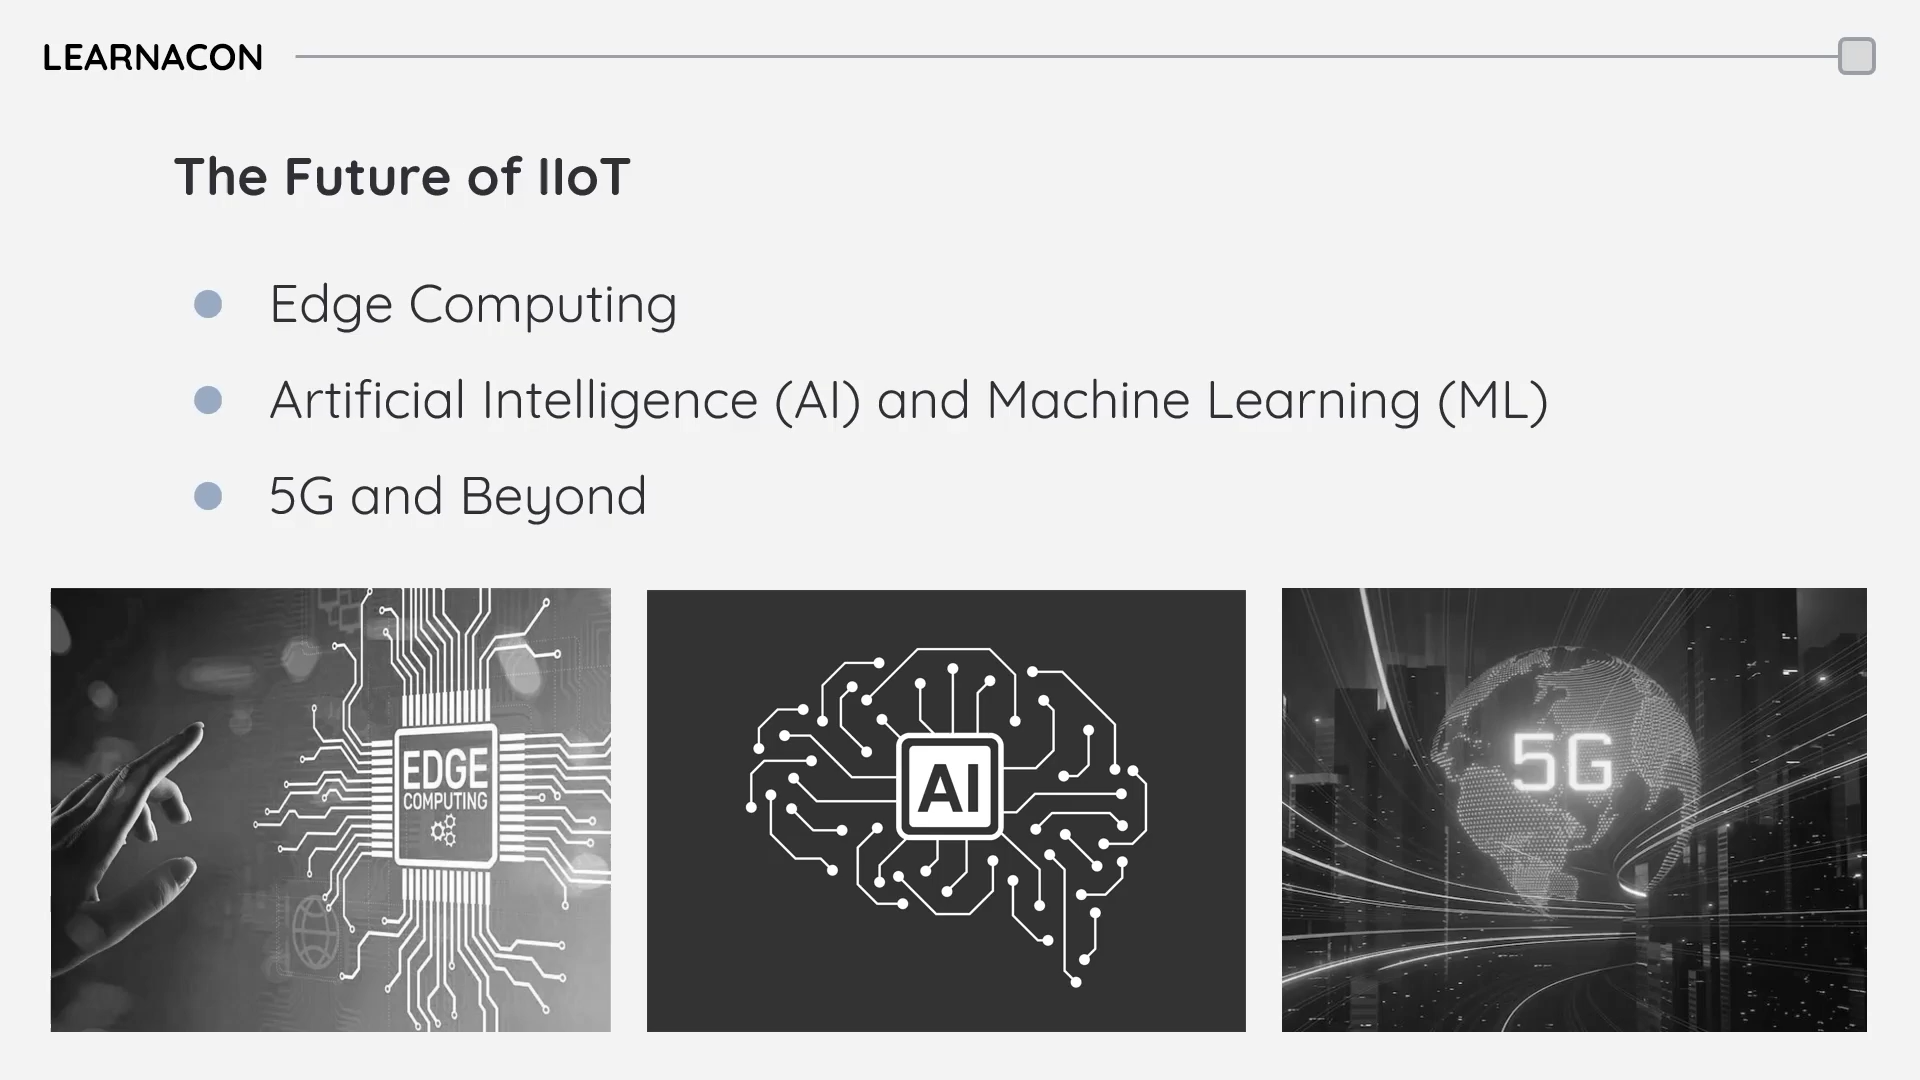 LEARNACON
The Future of IIoT
Edge Computing
Artificial Intelligence (AI) and Machine Learning (ML)
5G and Beyond
EDGE
COMPUTING
AI
5G